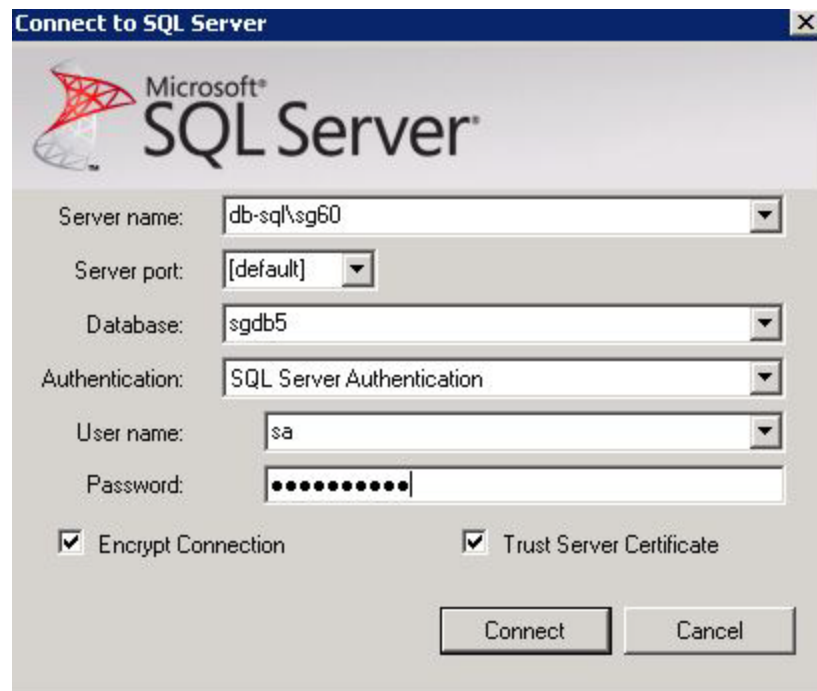 Connect to SQL Server
Microsoft®
SQL Server®
™
Server name: db-sql\sg60
Server port: [default]
Database: sgdb5
Authentication: SQL Server Authentication
User name: sa
Password: ●●●●●●●●●●
Encrypt Connection Trust Server Certificate
Connect Cancel